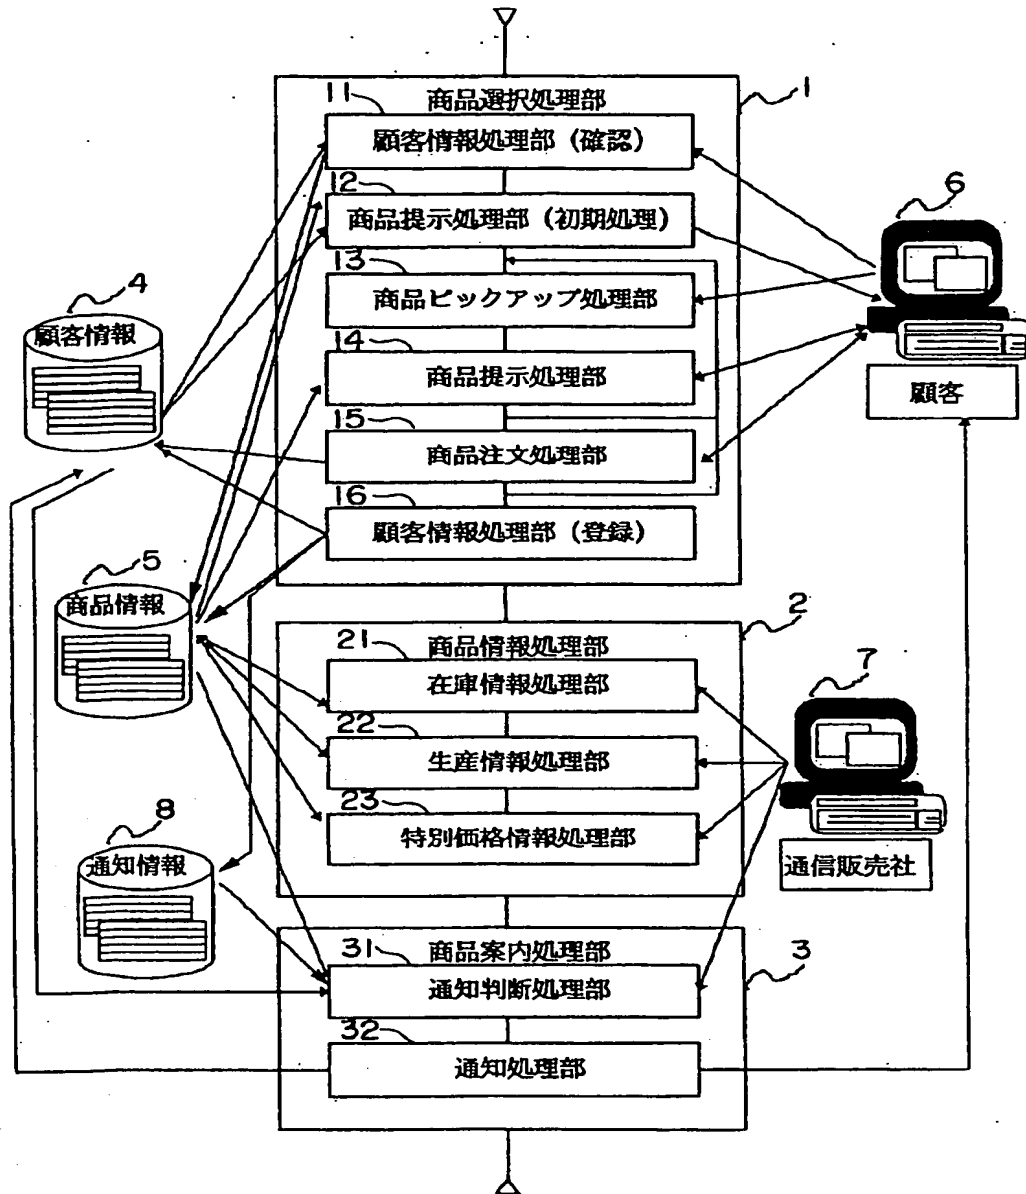 1
商品選択処理部
11
顧客情報処理部（確認）
12
商品提示処理部（初期処理）
13
商品ピックアップ処理部
14
商品提示処理部
15
商品注文処理部
16
顧客情報処理部（登録）
6
顧客
4
顧客情報
5
商品情報
2
商品情報処理部
21
在庫情報処理部
22
生産情報処理部
23
特別価格情報処理部
7
通信販売社
8
通知情報
3
商品案内処理部
31
通知判断処理部
32
通知処理部